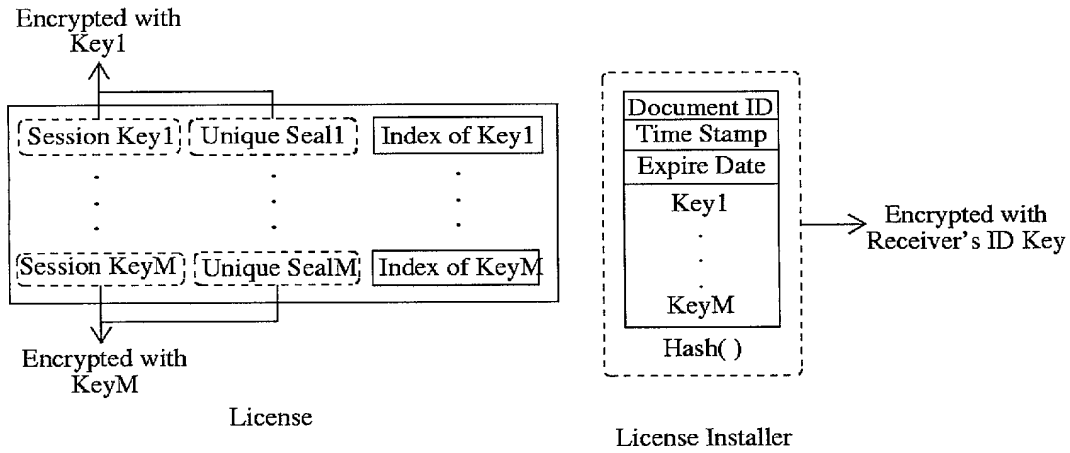 Encrypted with
Key1
Session Key1 Unique Seal1 Index of Key1
Session KeyM Unique SealM Index of KeyM
Encrypted with
KeyM
License
Document ID
Time Stamp
Expire Date
Key1
KeyM
Hash( )
Encrypted with
Receiver's ID Key
License Installer